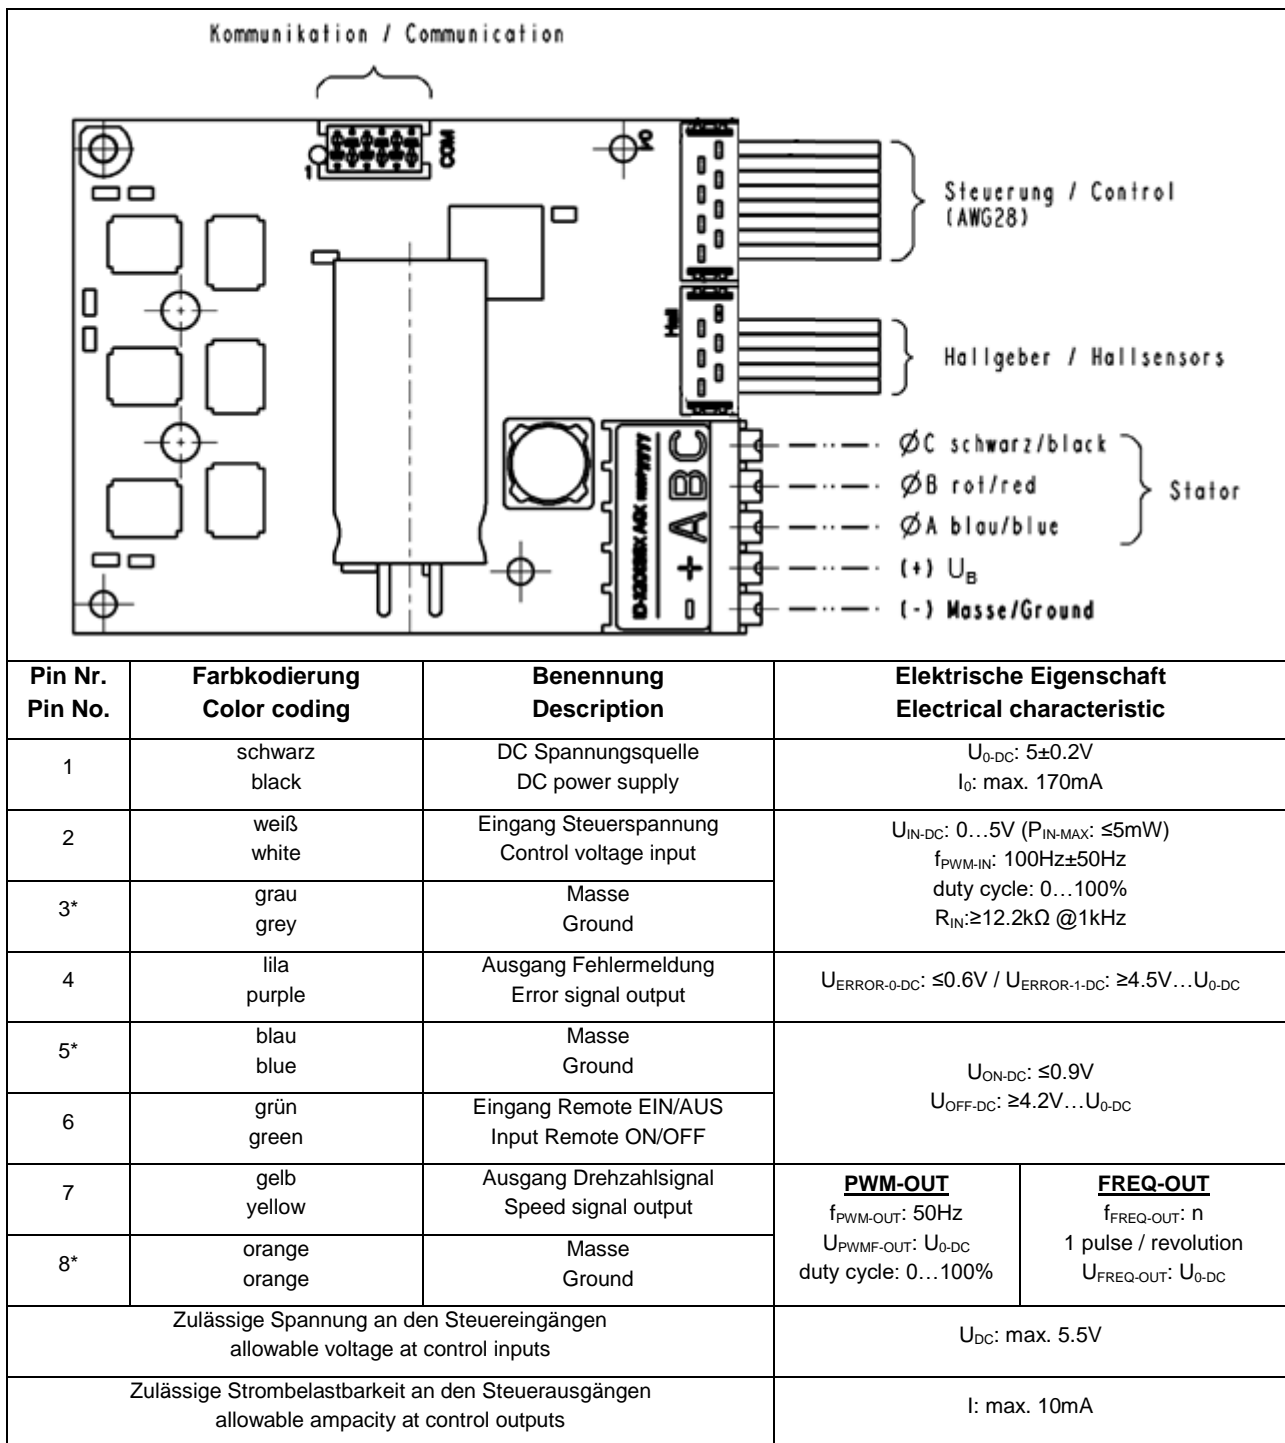 Kommunikation / Communication
1
COM
04
Steuerung / Control
(AWG28)
Hall
Hallgeber / Hallsensors
ØC schwarz/black
ØB rot/red
Stator
ØA blau/blue
(+) UB
(-) Masse/Ground
- + A B C
Pin Nr.
Pin No.
Farbkodierung
Color coding
Benennung
Description
Elektrische Eigenschaft
Electrical characteristic
1
schwarz
black
DC Spannungsquelle
DC power supply
U0-DC: 5±0.2V
I0: max. 170mA
2
weiß
white
Eingang Steuerspannung
Control voltage input
UIN-DC: 0…5V (PIN-MAX: ≤5mW)
fPWM-IN: 100Hz±50Hz
duty cycle: 0…100%
RIN:≥12.2kΩ @1kHz
3*
grau
grey
Masse
Ground
4
lila
purple
Ausgang Fehlermeldung
Error signal output
UERROR-0-DC: ≤0.6V / UERROR-1-DC: ≥4.5V…U0-DC
5*
blau
blue
Masse
Ground
UON-DC: ≤0.9V
UOFF-DC: ≥4.2V…U0-DC
6
grün
green
Eingang Remote EIN/AUS
Input Remote ON/OFF
7
gelb
yellow
Ausgang Drehzahlsignal
Speed signal output
PWM-OUT
fPWM-OUT: 50Hz
UPWMF-OUT: U0-DC
duty cycle: 0…100%
FREQ-OUT
fFREQ-OUT: n
1 pulse / revolution
UFREQ-OUT: U0-DC
8*
orange
orange
Masse
Ground
Zulässige Spannung an den Steuereingängen
allowable voltage at control inputs
UDC: max. 5.5V
Zulässige Strombelastbarkeit an den Steuerausgängen
allowable ampacity at control outputs
I: max. 10mA